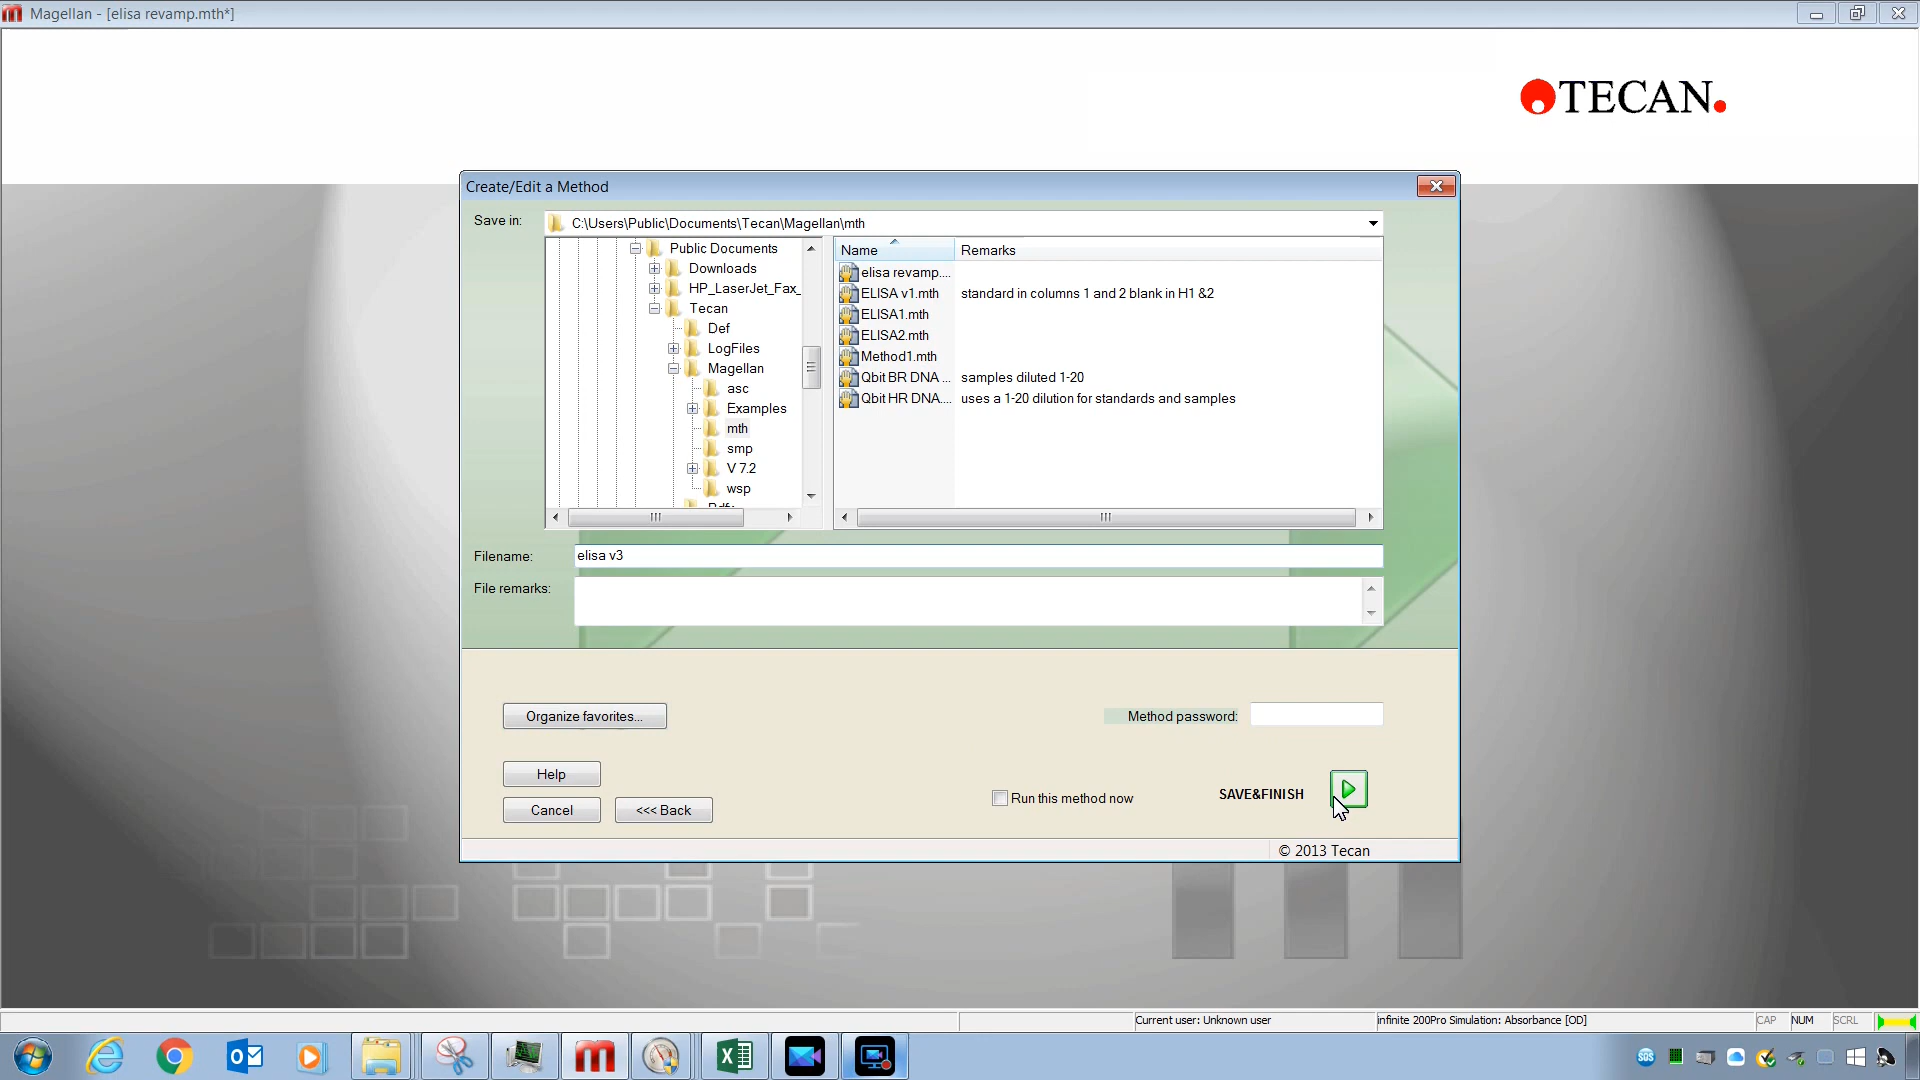 Magellan - [elisa revamp.mth*]
TECAN.
Create/Edit a Method
Save in:
C:\Users\Public\Documents\Tecan\Magellan\mth
Public Documents
Downloads
HP_LaserJet_Fax_
Tecan
Def
LogFiles
Magellan
asc
Examples
mth
smp
V 7.2
wsp
Name Remarks
elisa revamp....
ELISA v1.mth standard in columns 1 and 2 blank in H1 &2
ELISA1.mth
ELISA2.mth
Method1.mth
Qbit BR DNA ... samples diluted 1-20
Qbit HR DNA.... uses a 1-20 dilution for standards and samples
Filename: elisa v3
File remarks:
Organize favorites...
Method password:
Help
Cancel
<<< Back
Run this method now
SAVE&FINISH
© 2013 Tecan
Current user: Unknown user
infinite 200Pro Simulation: Absorbance [OD]
CAP NUM SCRL
SOS